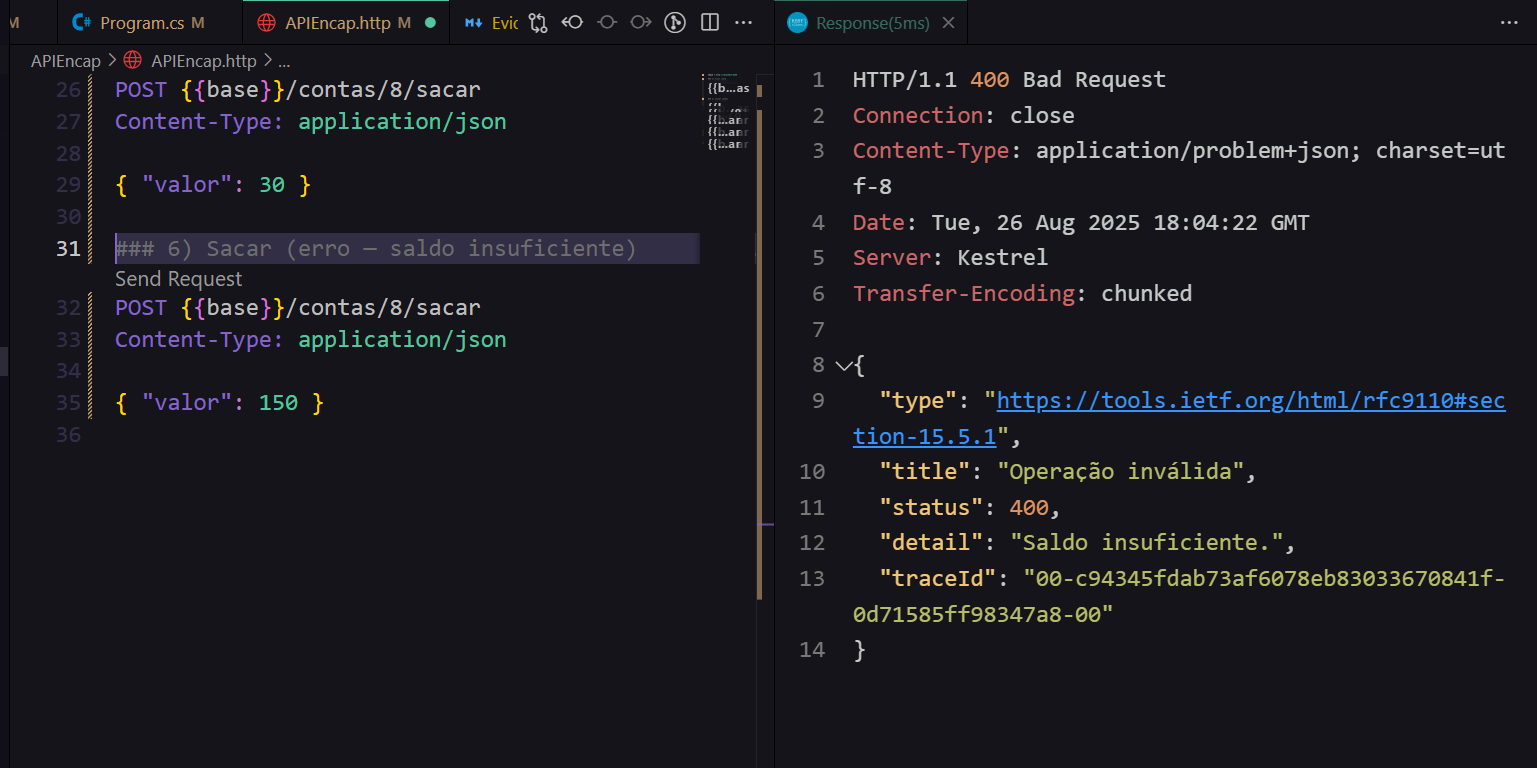 M
Program.cs M
APIEncap.http M
Evic
Response(5ms)
APIEncap > APIEncap.http > ...
26 POST {{base}}/contas/8/sacar
27 Content-Type: application/json
28
29 { "valor": 30 }
30
31 ### 6) Sacar (erro — saldo insuficiente)
Send Request
32 POST {{base}}/contas/8/sacar
33 Content-Type: application/json
34
35 { "valor": 150 }
36
1 HTTP/1.1 400 Bad Request
2 Connection: close
3 Content-Type: application/problem+json; charset=ut
f-8
4 Date: Tue, 26 Aug 2025 18:04:22 GMT
5 Server: Kestrel
6 Transfer-Encoding: chunked
7
8 {
9 "type": "https://tools.ietf.org/html/rfc9110#sec
tion-15.5.1",
10 "title": "Operação inválida",
11 "status": 400,
12 "detail": "Saldo insuficiente.",
13 "traceId": "00-c94345fdab73af6078eb83033670841f-
0d71585ff98347a8-00"
14 }